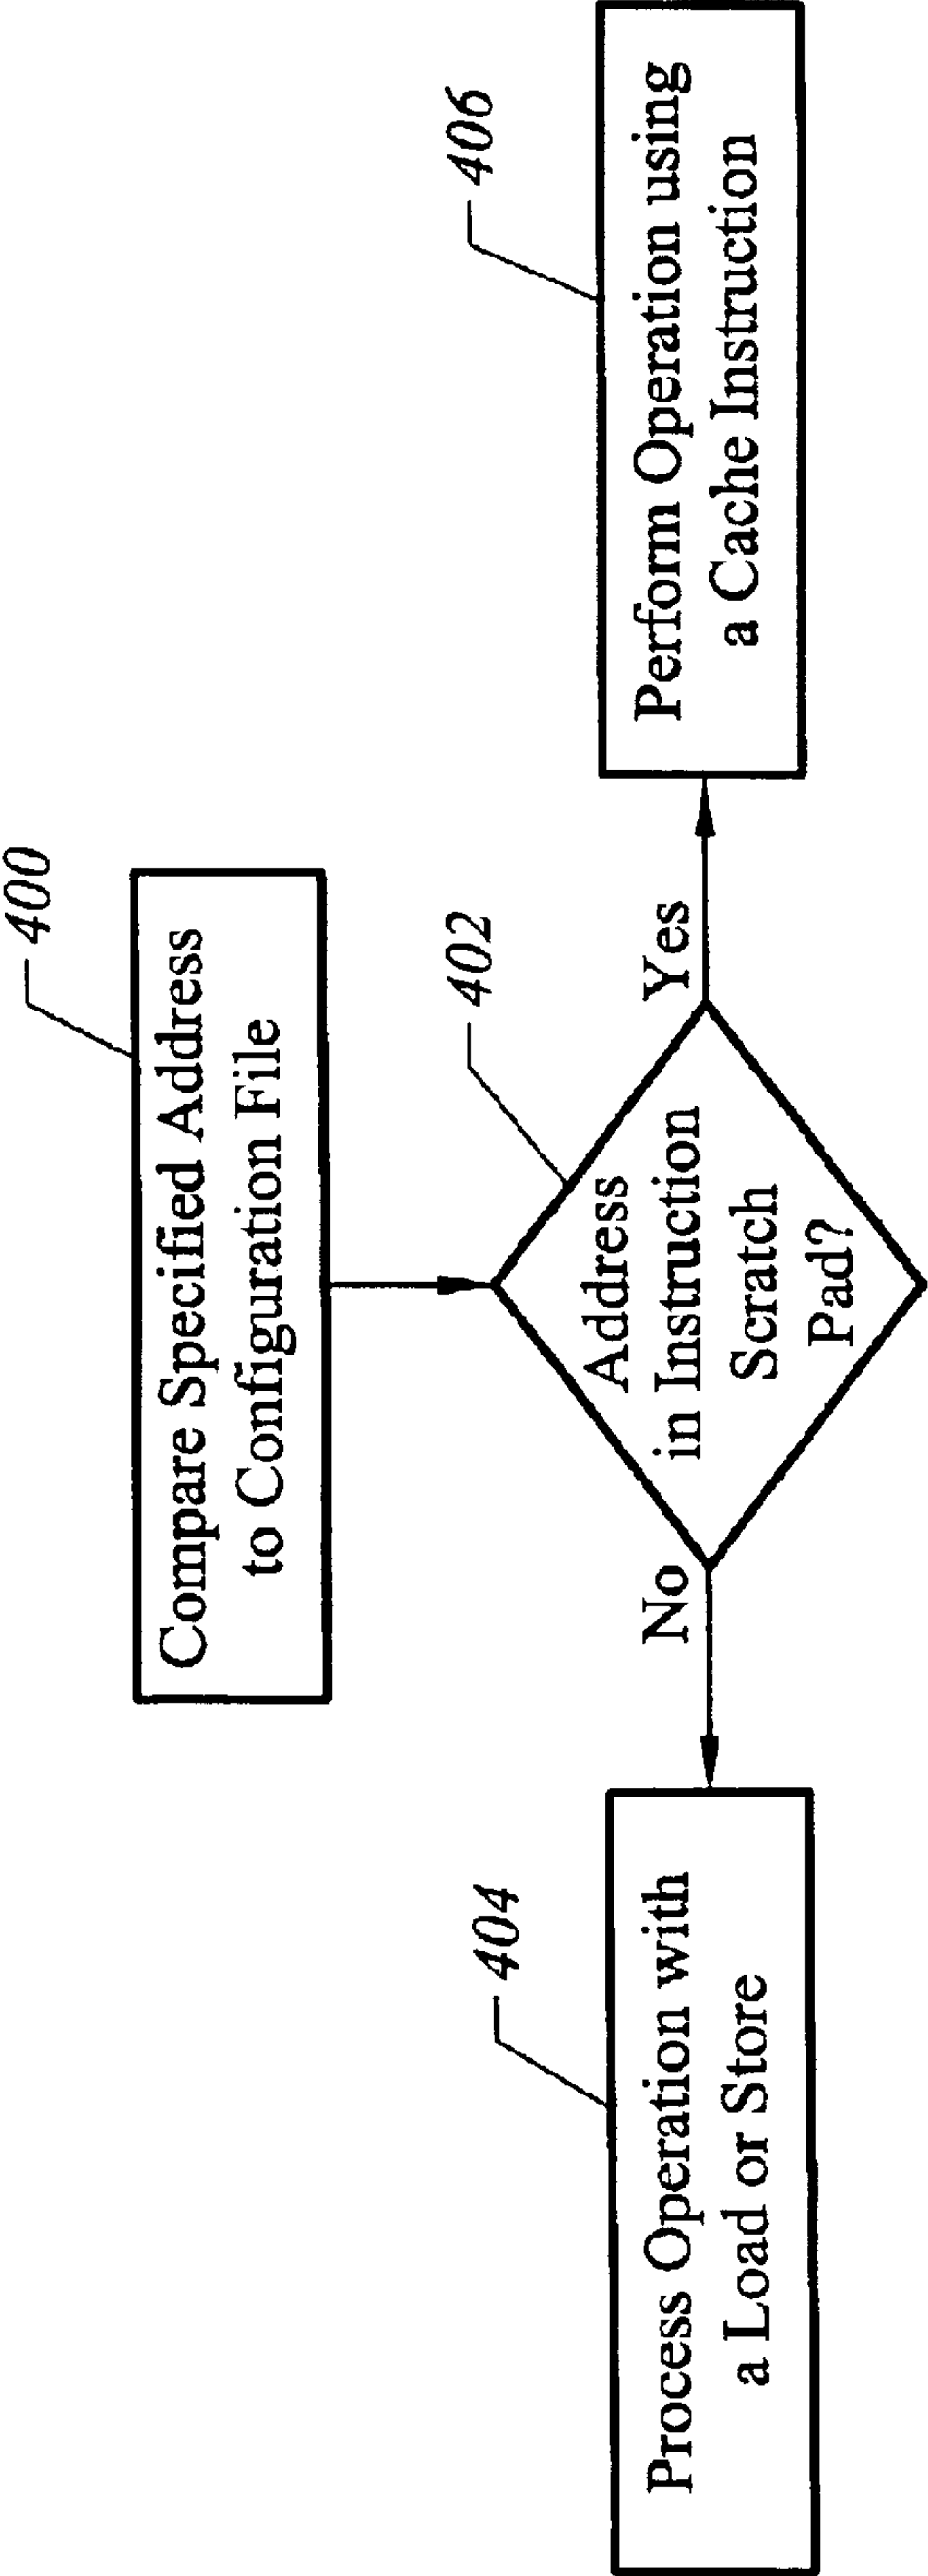 400
Compare Specified Address
to Configuration File
402
Address
in Instruction
Scratch
Pad?
No
Yes
404
Process Operation with
a Load or Store
406
Perform Operation using
a Cache Instruction